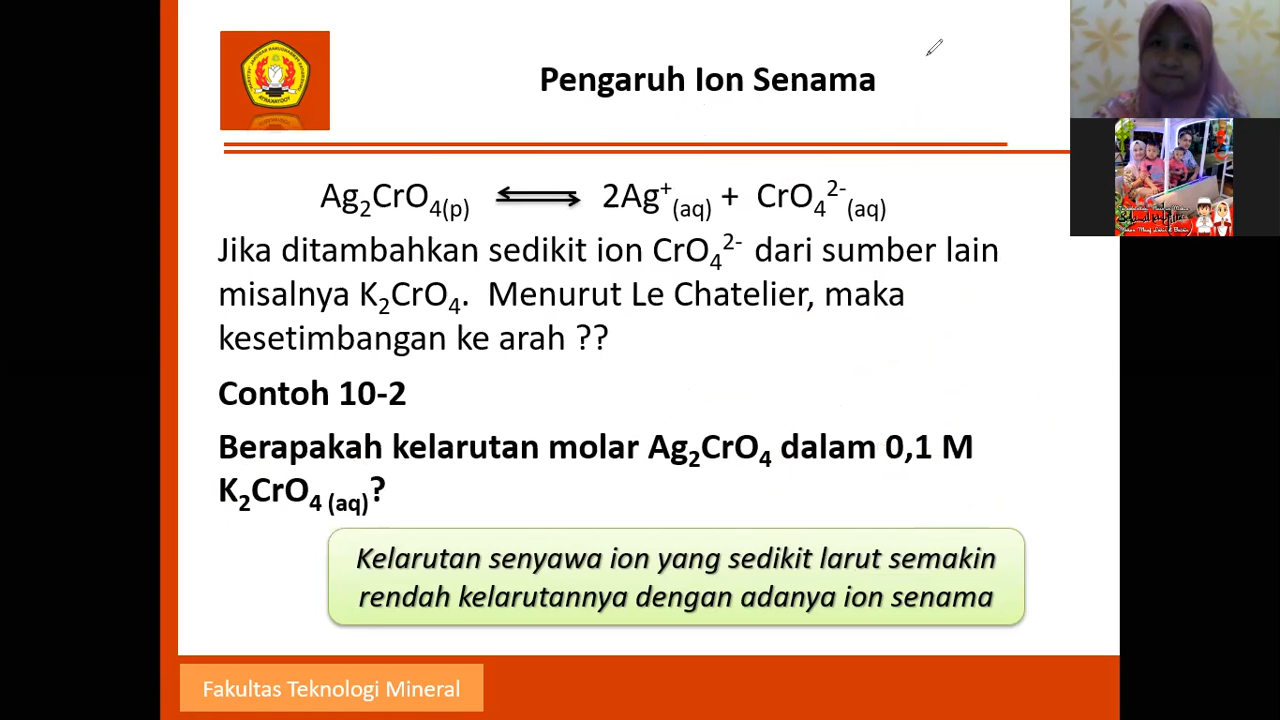 Pengaruh Ion Senama
Ag₂CrO₄(p) ⇌ 2Ag⁺(aq) + CrO₄²⁻(aq)
Jika ditambahkan sedikit ion CrO₄²⁻ dari sumber lain
misalnya K₂CrO₄. Menurut Le Chatelier, maka
kesetimbangan ke arah ??
Contoh 10-2
Berapakah kelarutan molar Ag₂CrO₄ dalam 0,1 M
K₂CrO₄ (aq)?
Kelarutan senyawa ion yang sedikit larut semakin
rendah kelarutannya dengan adanya ion senama
Fakultas Teknologi Mineral